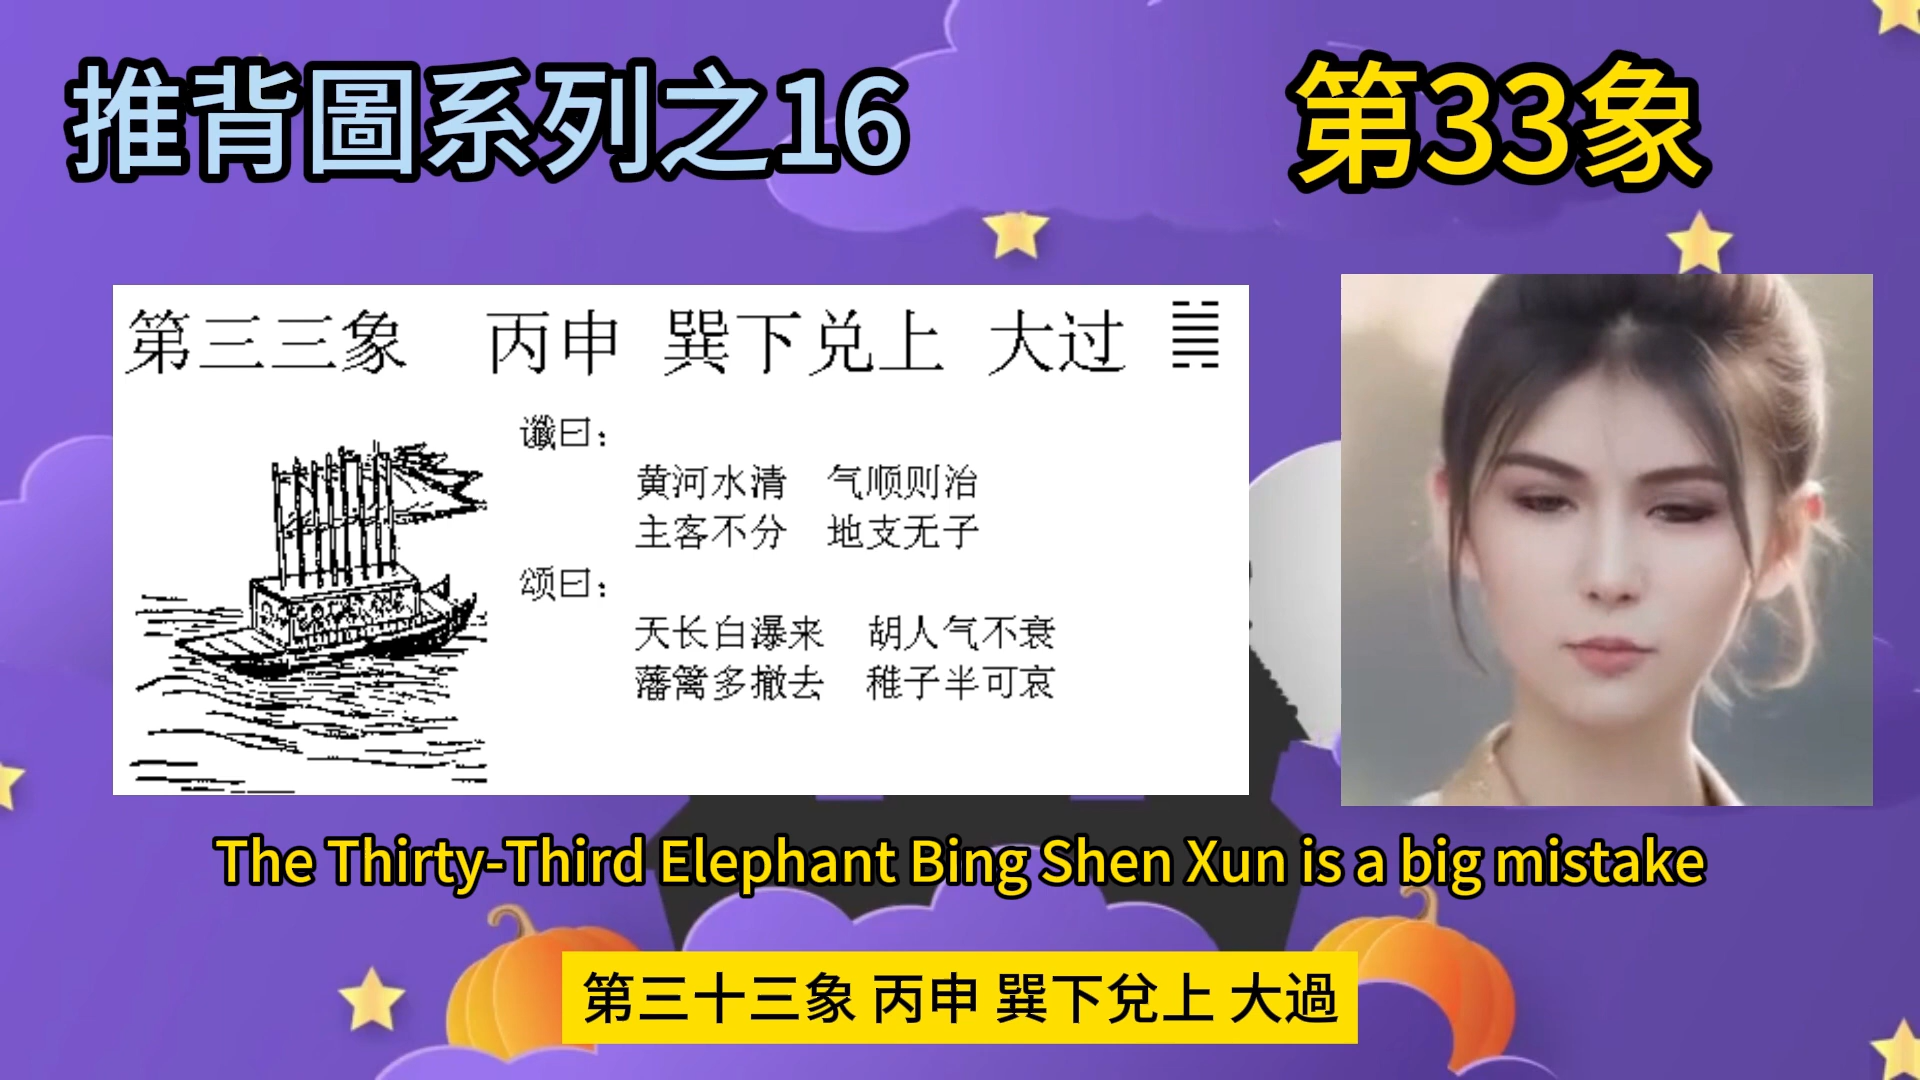 推背圖系列之16
第33象
第三三象 丙申 巽下兑上 大过
谶曰：
黄河水清 气顺则治
主客不分 地支无子
颂曰：
天长白瀑来 胡人气不衰
藩篱多撤去 稚子半可哀
The Thirty-Third Elephant Bing Shen Xun is a big mistake
第三十三象 丙申 巽下兌上 大過